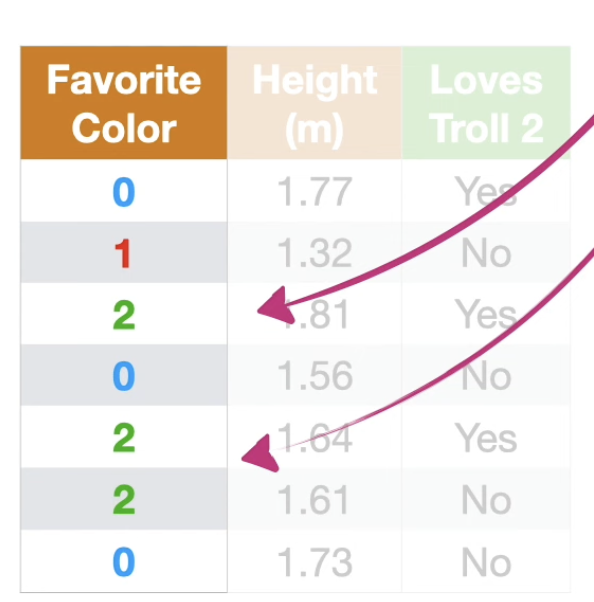 Favorite Color Height (m) Loves Troll 2
0 1.77 Yes
1 1.32 No
2 1.81 Yes
0 1.56 No
2 1.64 Yes
2 1.61 No
0 1.73 No